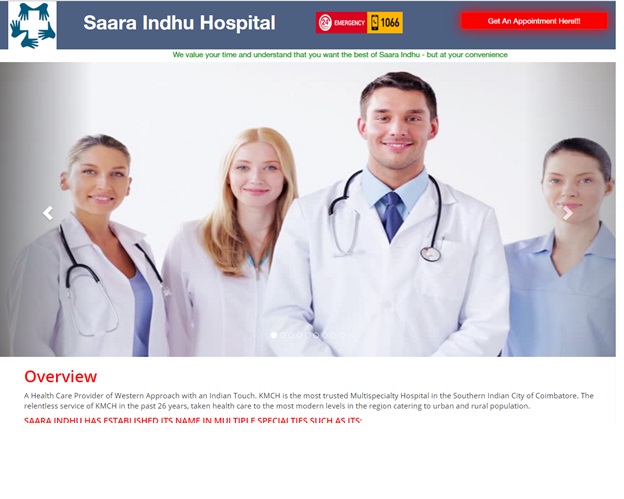 Saara Indhu Hospital
24 EMERGENCY 1066
Get An Appointment Here!!!
We value your time and understand that you want the best of Saara Indhu - but at your convenience
Overview
A Health Care Provider of Western Approach with an Indian Touch. KMCH is the most trusted Multispecialty Hospital in the Southern Indian City of Coimbatore. The
relentless service of KMCH in the past 26 years, taken health care to the most modern levels in the region catering to urban and rural population.
SAARA INDHU HAS ESTABLISHED ITS NAME IN MULTIPLE SPECIALTIES SUCH AS ITS: